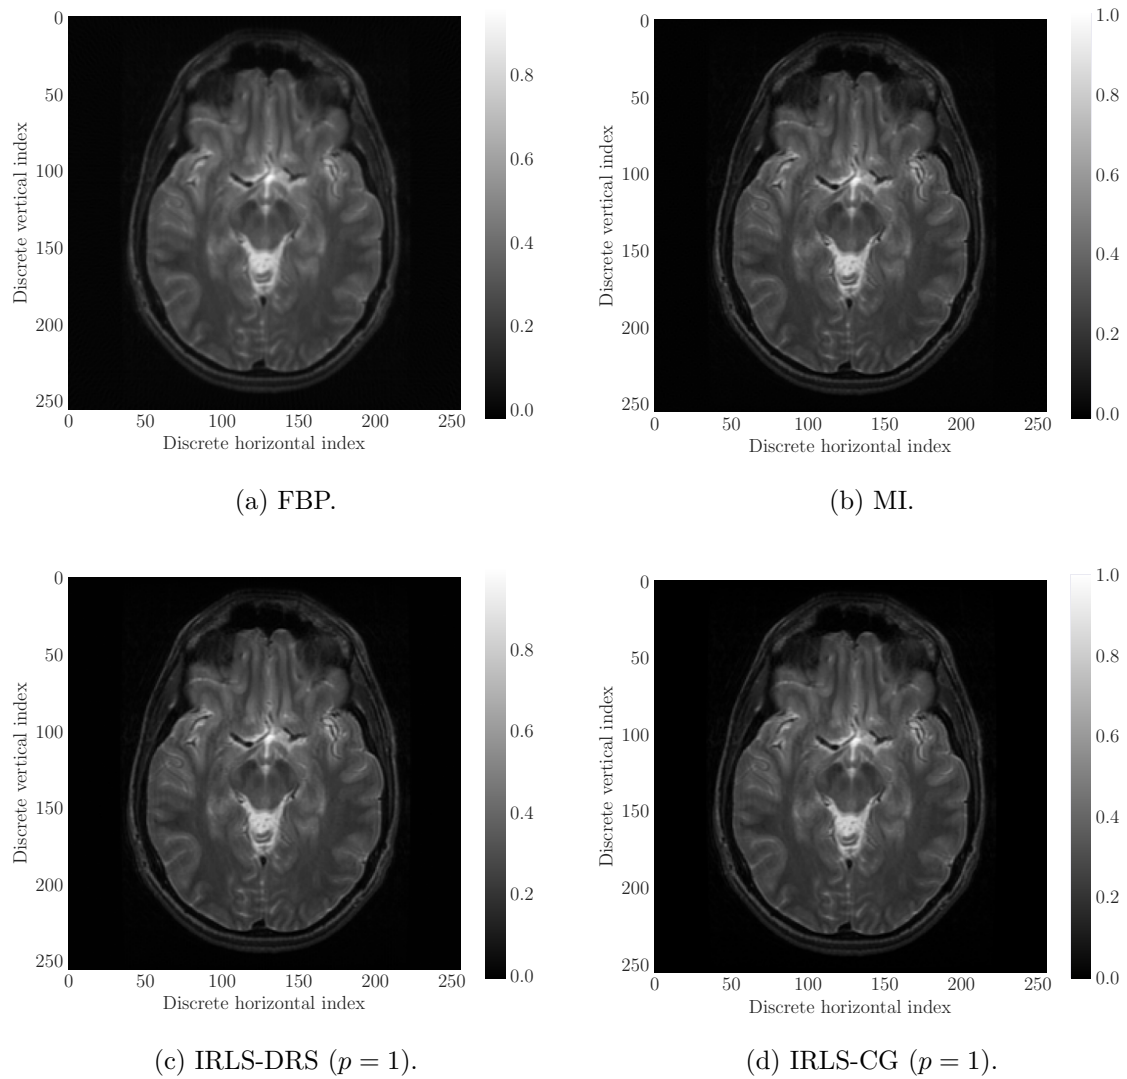 0
50
100
150
200
250
Discrete vertical index
0 50 100 150 200 250
Discrete horizontal index
0.8
0.6
0.4
0.2
0.0
(a) FBP.
0
50
100
150
200
250
Discrete vertical index
0 50 100 150 200 250
Discrete horizontal index
1.0
0.8
0.6
0.4
0.2
0.0
(b) MI.
0
50
100
150
200
250
Discrete vertical index
0 50 100 150 200 250
Discrete horizontal index
0.8
0.6
0.4
0.2
0.0
(c) IRLS-DRS (p = 1).
0
50
100
150
200
250
Discrete vertical index
0 50 100 150 200 250
Discrete horizontal index
1.0
0.8
0.6
0.4
0.2
0.0
(d) IRLS-CG (p = 1).